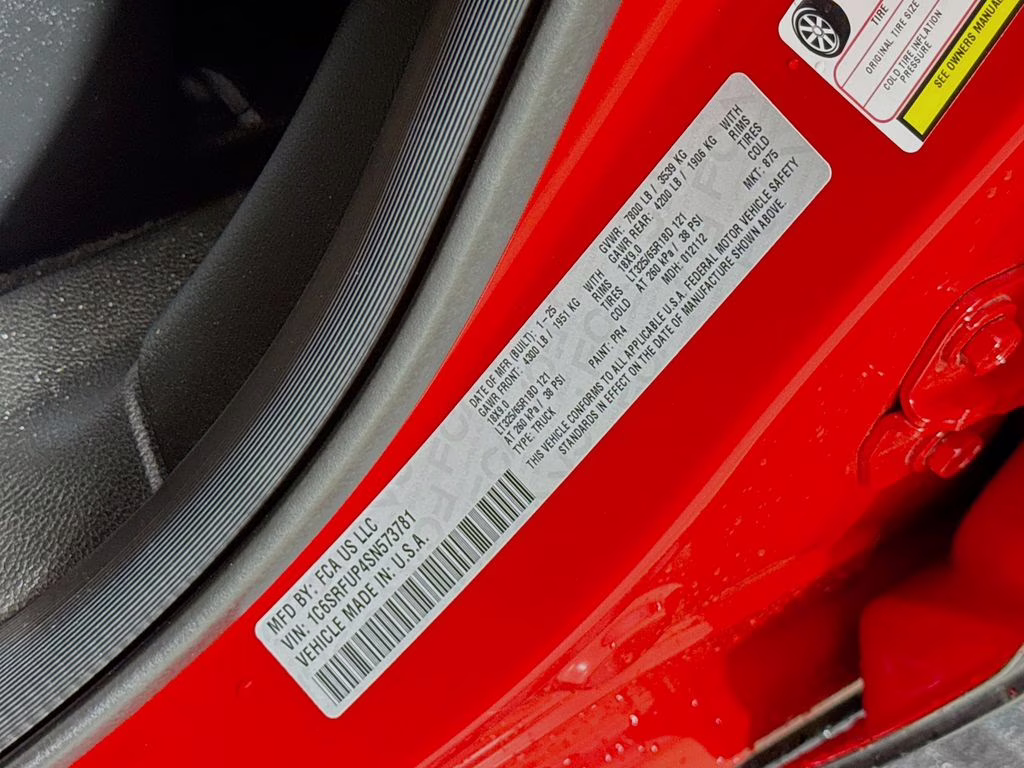 MFD BY: FCA US LLC
VIN: 1C6SRFUP4SN573781
VEHICLE MADE IN: U.S.A.
DATE OF MFR (BUILT): 1-25
GVWR: 7800 LB / 3539 KG
GAWR FRONT: 4300 LB / 1951 KG WITH
GAWR REAR: 4200 LB / 1906 KG WITH
18X9.0 RIMS
18X9.0 RIMS
LT325/65R18D 121 TIRES
LT325/65R18D 121 TIRES
AT 260 kPa / 38 PSI COLD
AT 260 kPa / 38 PSI COLD
TYPE: TRUCK
PAINT: PR4
MDH: 012112
MKT: 875
THIS VEHICLE CONFORMS TO ALL APPLICABLE U.S.A. FEDERAL MOTOR VEHICLE SAFETY
STANDARDS IN EFFECT ON THE DATE OF MANUFACTURE SHOWN ABOVE.
TIRE
ORIGINAL TIRE SIZE
COLD TIRE INFLATION
PRESSURE
SEE OWNERS MANUAL